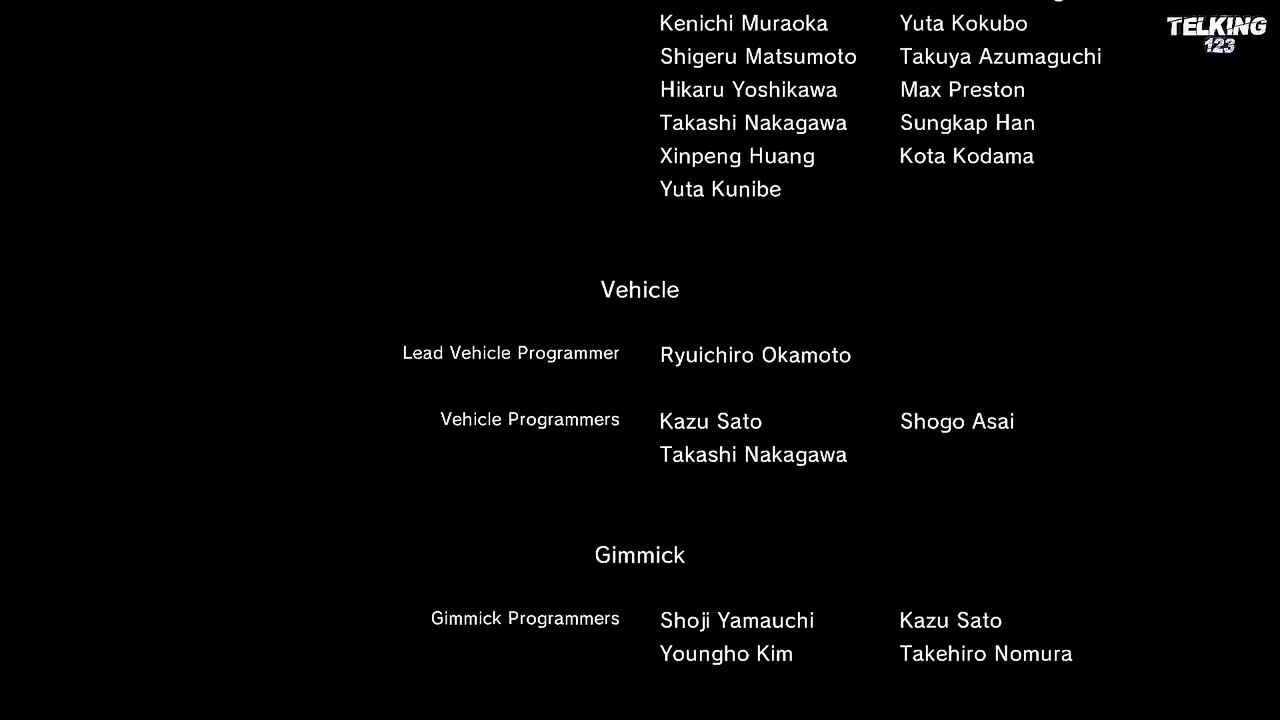 TELKING
123
Kenichi Muraoka Yuta Kokubo
Shigeru Matsumoto Takuya Azumaguchi
Hikaru Yoshikawa Max Preston
Takashi Nakagawa Sungkap Han
Xinpeng Huang Kota Kodama
Yuta Kunibe
Vehicle
Lead Vehicle Programmer Ryuichiro Okamoto
Vehicle Programmers Kazu Sato Shogo Asai
Takashi Nakagawa
Gimmick
Gimmick Programmers Shoji Yamauchi Kazu Sato
Youngho Kim Takehiro Nomura